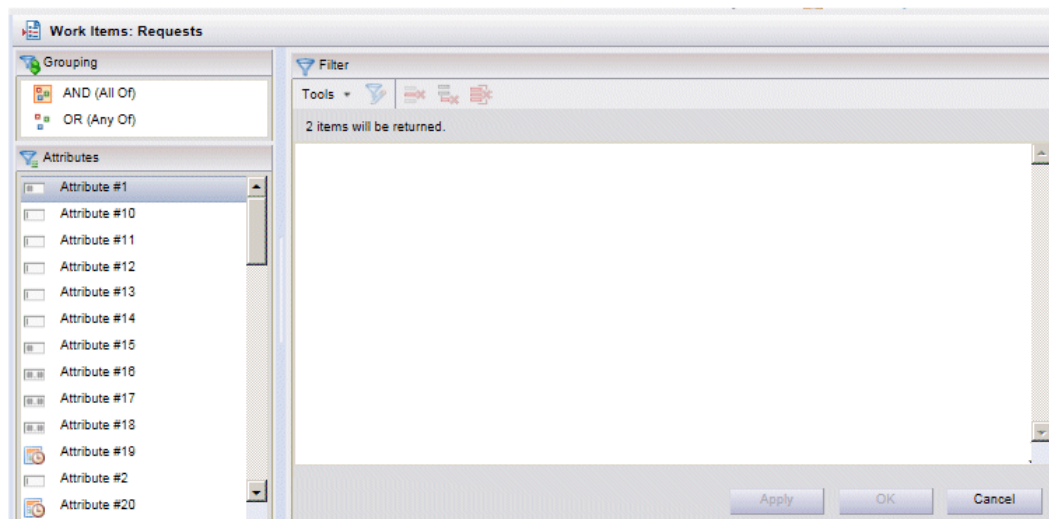 Work Items: Requests
Grouping
AND (All Of)
OR (Any Of)
Attributes
Attribute #1
Attribute #10
Attribute #11
Attribute #12
Attribute #13
Attribute #14
Attribute #15
Attribute #16
Attribute #17
Attribute #18
Attribute #19
Attribute #2
Attribute #20
Filter
Tools
2 items will be returned.
Apply OK Cancel